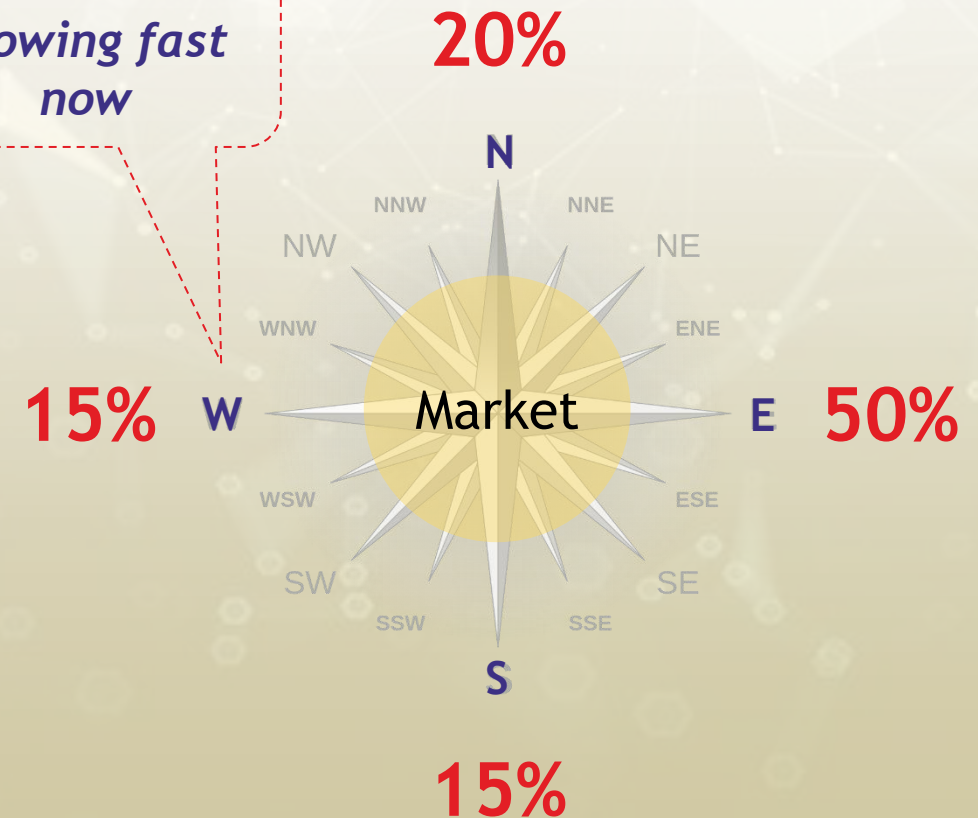 owing fast
now
20%
N
NNW NNE
NW NE
WNW ENE
15% W Market E 50%
WSW ESE
SW SE
SSW SSE
S
15%